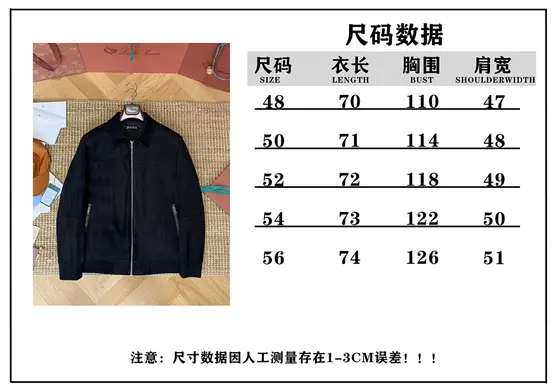 尺码数据
尺码 衣长 胸围 肩宽
SIZE LENGTH BUST SHOULDERWIDTH
48 70 110 47
50 71 114 48
52 72 118 49
54 73 122 50
56 74 126 51
注意：尺寸数据因人工测量存在1-3CM误差！！！